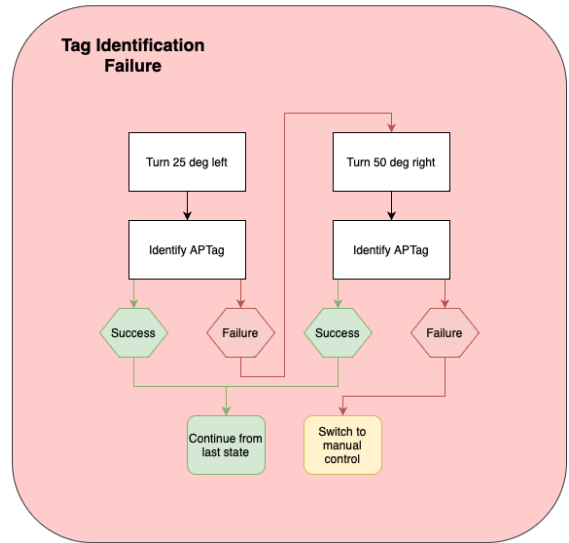 Tag Identification
Failure
Turn 25 deg left
Turn 50 deg right
Identify APTag
Identify APTag
Success
Failure
Success
Failure
Continue from
last state
Switch to
manual
control